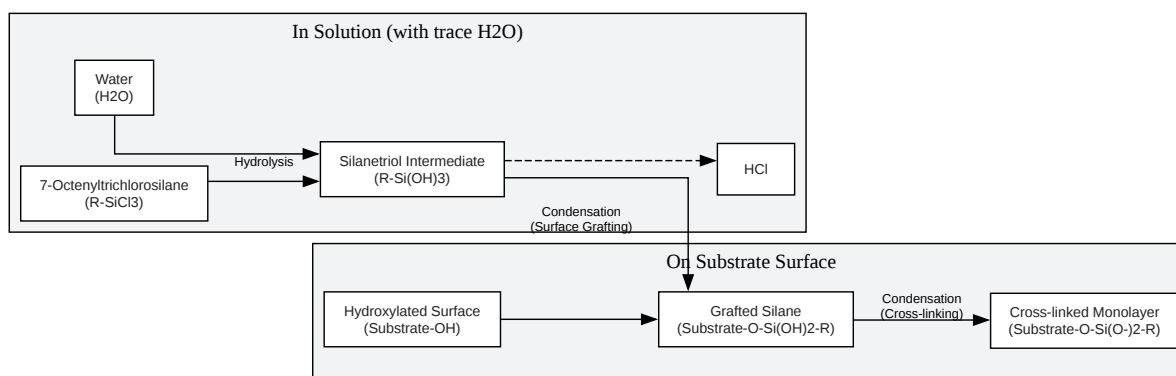 In Solution (with trace H2O)
Water
(H2O)
Hydrolysis
7-Octenyltrichlorosilane
(R-SiCl3)
Silanetriol Intermediate
(R-Si(OH)3)
HCl
Condensation
(Surface Grafting)
On Substrate Surface
Hydroxylated Surface
(Substrate-OH)
Grafted Silane
(Substrate-O-Si(OH)2-R)
Condensation
(Cross-linking)
Cross-linked Monolayer
(Substrate-O-Si(O-)2-R)